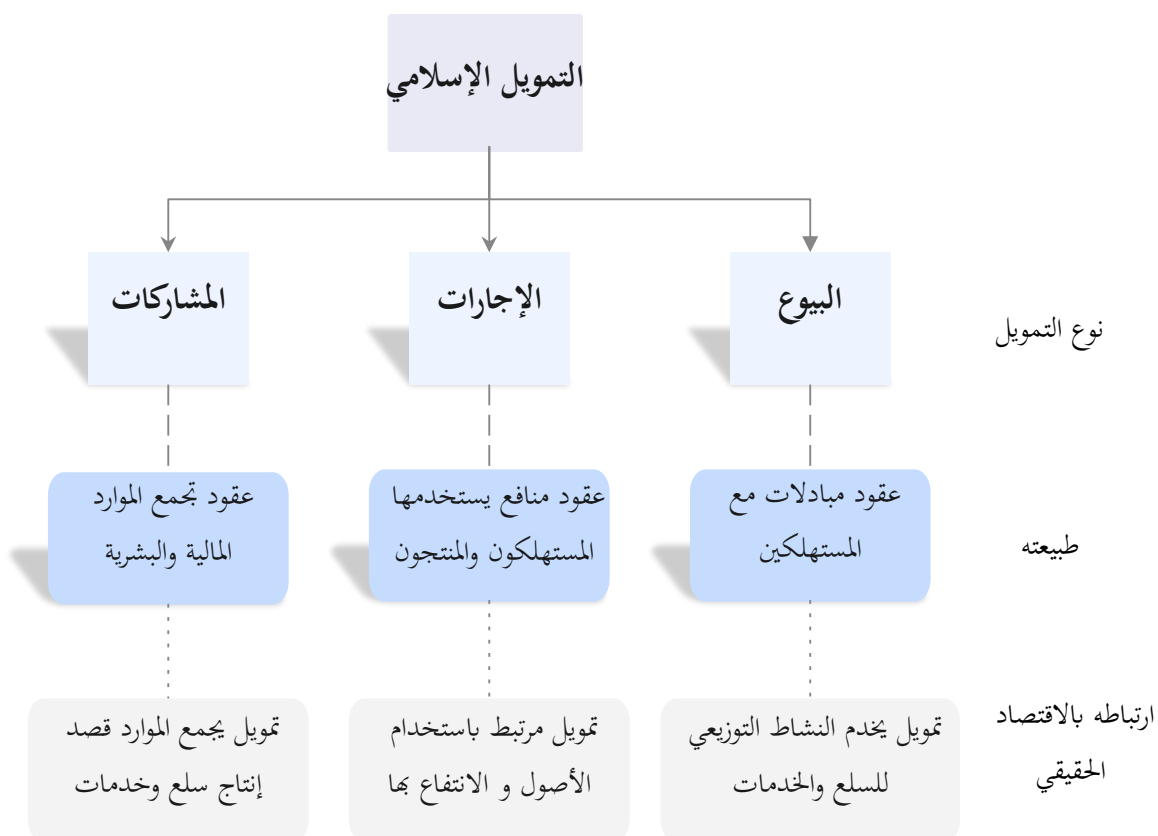 التمويل الإسلامي
نوع التمويل
البيوع
الإجارات
المشاركات
طبيعته
عقود مبادلات مع
المستهلكين
عقود منافع يستخدمها
المستهلكون والمنتجون
عقود تجمع الموارد
المالية والبشرية
ارتباطه بالاقتصاد
الحقيقي
تمويل يخدم النشاط التوزيعي
للسلع والخدمات
تمويل مرتبط باستخدام
الأصول و الانتفاع بها
تمويل يجمع الموارد قصد
إنتاج سلع وخدمات